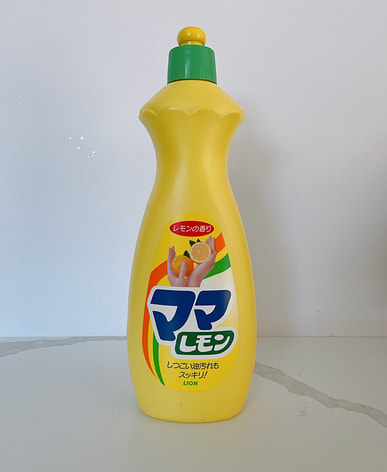 レモンの香り
ママ
レモン
しつこい油汚れも
スッキリ!
LION